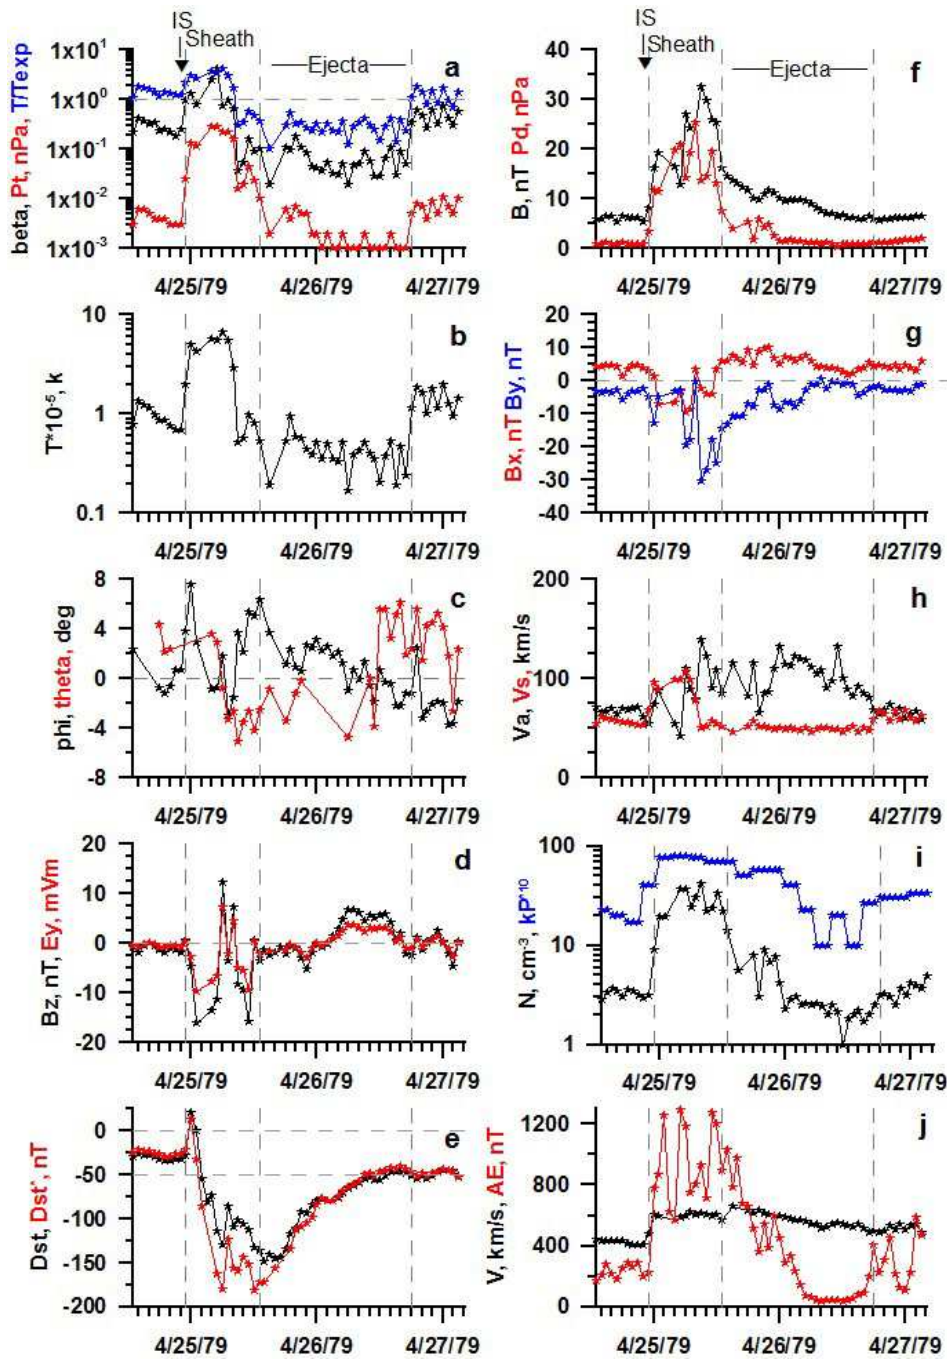 IS
Sheath
Ejecta
a
beta, Pt, nPa, T/Texp
1x10¹
1x10⁰
1x10⁻¹
1x10⁻²
1x10⁻³
4/25/79 4/26/79 4/27/79
IS
Sheath
Ejecta
f
B, nT Pd, nPa
40
30
20
10
0
4/25/79 4/26/79 4/27/79
b
T*10⁻⁵, k
10
1
0.1
4/25/79 4/26/79 4/27/79
g
Bx, nT By, nT
20
10
0
-10
-20
-30
-40
4/25/79 4/26/79 4/27/79
c
phi, theta, deg
8
4
0
-4
-8
4/25/79 4/26/79 4/27/79
h
Va, Vs, km/s
200
100
0
4/25/79 4/26/79 4/27/79
d
Bz, nT, Ey, mVm
20
10
0
-10
-20
4/25/79 4/26/79 4/27/79
i
N, cm⁻³, kP*10
100
10
1
4/25/79 4/26/79 4/27/79
e
Dst, Dst*, nT
0
-50
-100
-150
-200
4/25/79 4/26/79 4/27/79
j
V, km/s, AE, nT
1200
800
400
0
4/25/79 4/26/79 4/27/79